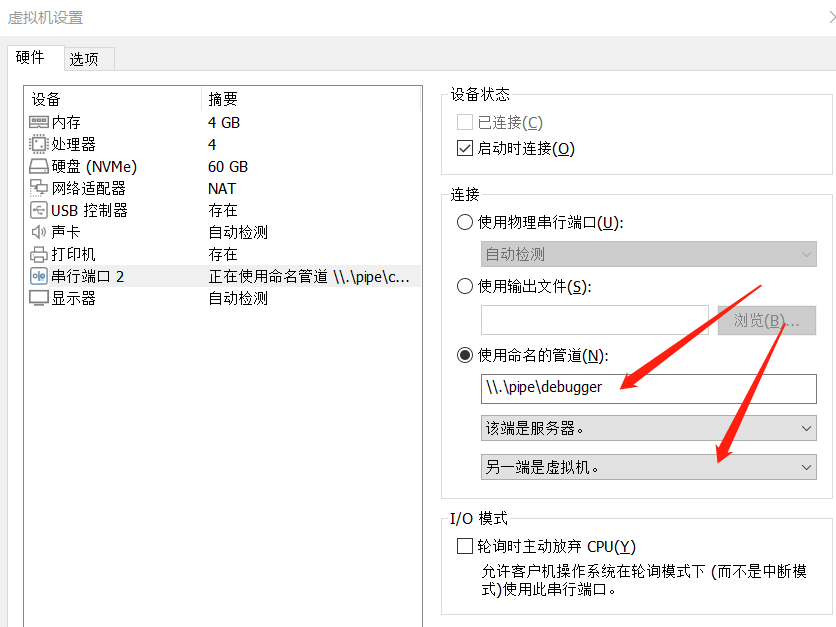 虚拟机设置
硬件 选项
设备 摘要
内存 4 GB
处理器 4
硬盘 (NVMe) 60 GB
网络适配器 NAT
USB 控制器 存在
声卡 自动检测
打印机 存在
串行端口 2 正在使用命名管道 \\.\pipe\c...
显示器 自动检测
设备状态
已连接(C)
启动时连接(O)
连接
使用物理串行端口(U):
自动检测
使用输出文件(S):
浏览(B)...
使用命名的管道(N):
\\.\pipe\debugger
该端是服务器。
另一端是虚拟机。
I/O 模式
轮询时主动放弃 CPU(Y)
允许客户机操作系统在轮询模式下 (而不是中断模
式)使用此串行端口。